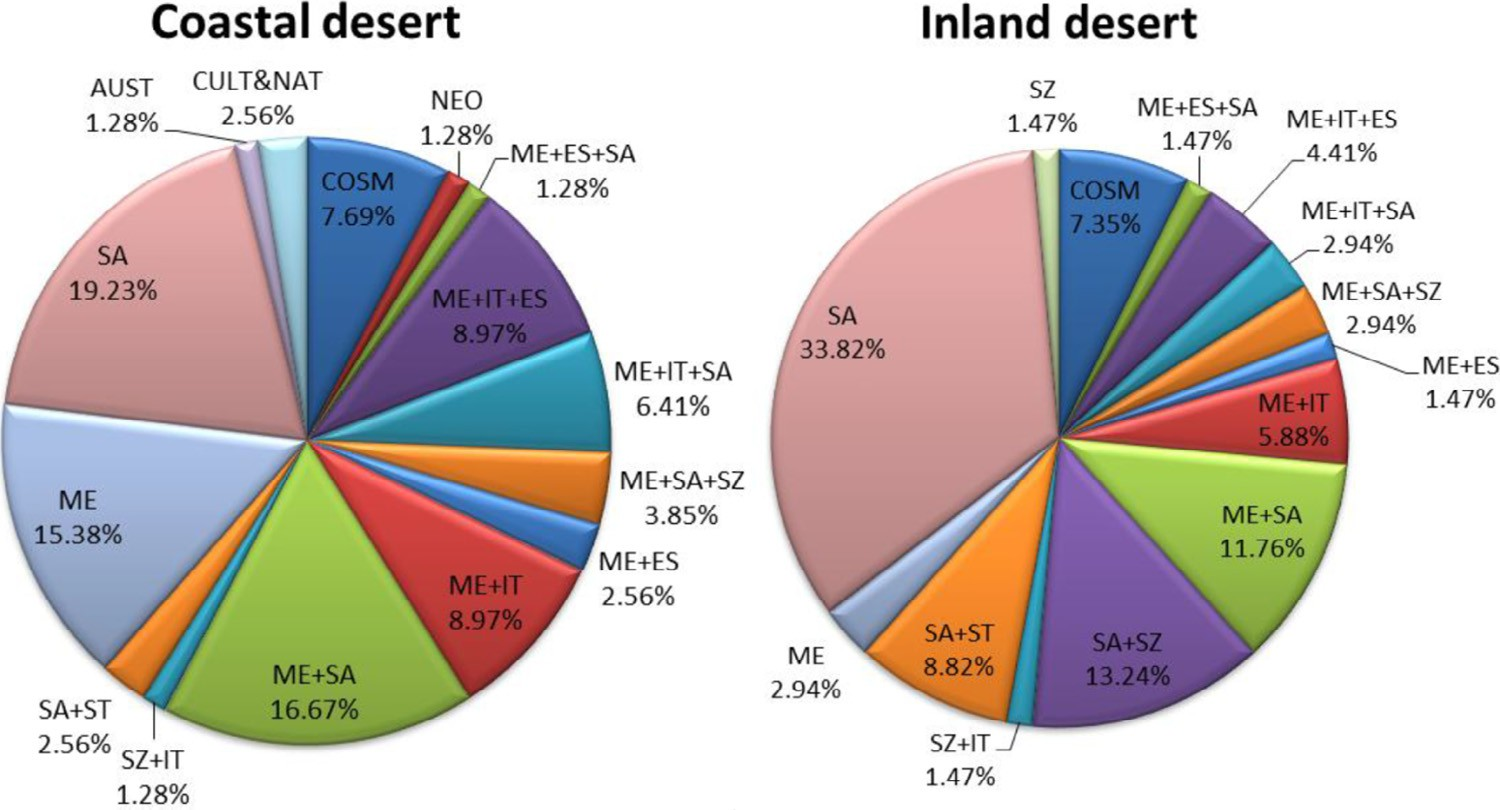 Coastal desert
AUST
1.28%
CULT&NAT
2.56%
COSM
7.69%
NEO
1.28%
ME+ES+SA
1.28%
ME+IT+ES
8.97%
ME+IT+SA
6.41%
ME+SA+SZ
3.85%
ME+ES
2.56%
ME+IT
8.97%
ME+SA
16.67%
SZ+IT
1.28%
SA+ST
2.56%
ME
15.38%
SA
19.23%
Inland desert
SZ
1.47%
COSM
7.35%
ME+ES+SA
1.47%
ME+IT+ES
4.41%
ME+IT+SA
2.94%
ME+SA+SZ
2.94%
ME+ES
1.47%
ME+IT
5.88%
ME+SA
11.76%
SA+SZ
13.24%
SZ+IT
1.47%
SA+ST
8.82%
ME
2.94%
SA
33.82%